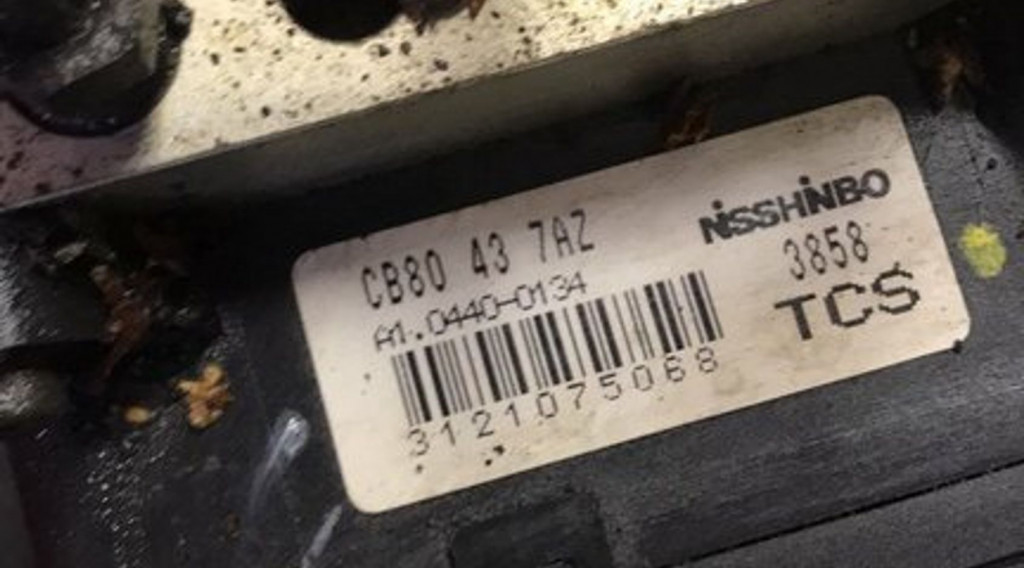 CB80 43 7AZ
NISSHINBO
A1.0440-0134
3858
TCS
3121075068